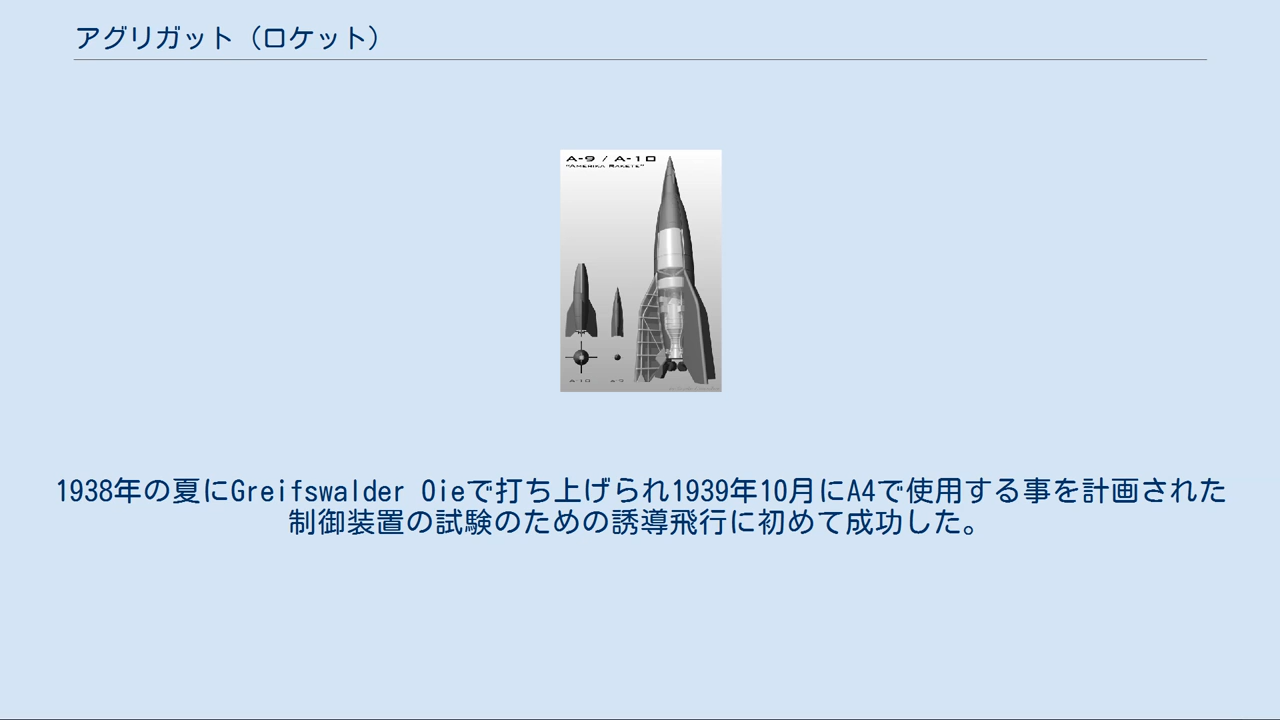 アグリガット（ロケット）
A-9 / A-10
"Amerika Rakete"
A-10 A-9
1938年の夏にGreifswalder Oieで打ち上げられ1939年10月にA4で使用する事を計画された
制御装置の試験のための誘導飛行に初めて成功した。